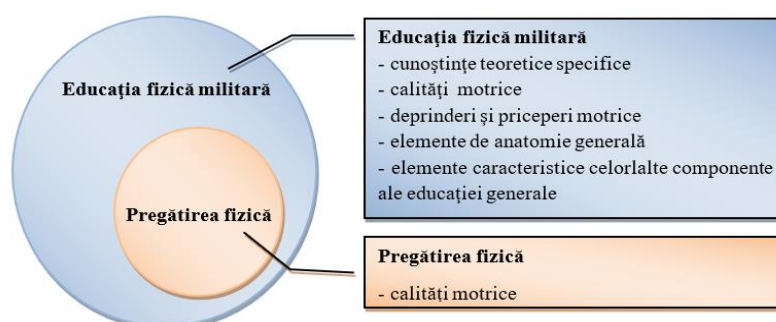 Educația fizică militară
Pregătirea fizică
Educația fizică militară
- cunoștințe teoretice specifice
- calități motrice
- deprinderi și priceperi motrice
- elemente de anatomie generală
- elemente caracteristice celorlalte componente
ale educației generale
Pregătirea fizică
- calități motrice